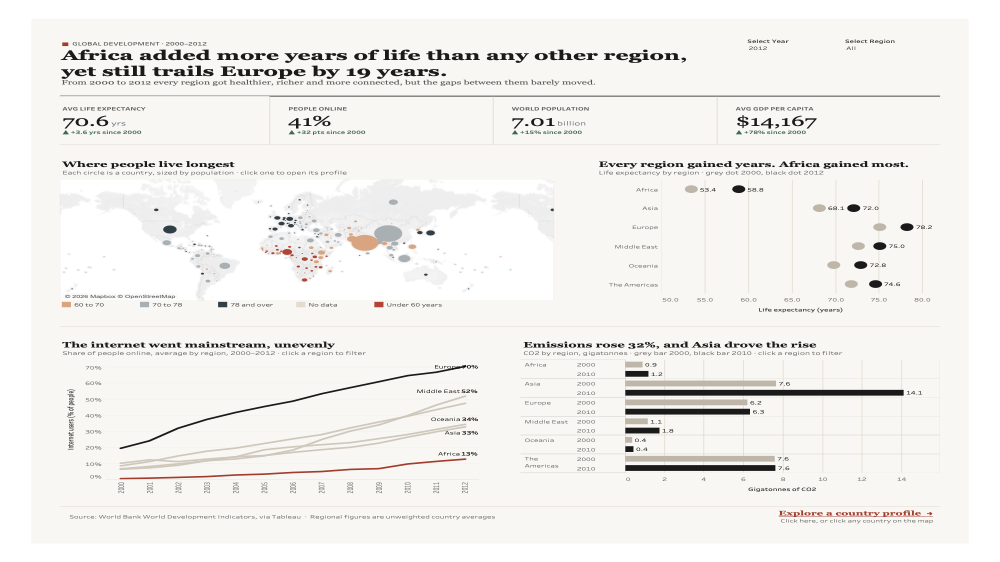 GLOBAL DEVELOPMENT · 2000–2012
Africa added more years of life than any other region,
yet still trails Europe by 19 years.
From 2000 to 2012 every region got healthier, richer and more connected, but the gaps between them barely moved.
Select Year
2012
Select Region
All
AVG LIFE EXPECTANCY
70.6 yrs
▲ +3.6 yrs since 2000
PEOPLE ONLINE
41%
▲ +32 pts since 2000
WORLD POPULATION
7.01 billion
▲ +15% since 2000
AVG GDP PER CAPITA
$14,167
▲ +78% since 2000
Where people live longest
Each circle is a country, sized by population · click one to open its profile
© 2026 Mapbox © OpenStreetMap
60 to 70
70 to 78
78 and over
No data
Under 60 years
Every region gained years. Africa gained most.
Life expectancy by region · grey dot 2000, black dot 2012
Africa 53.4 58.8
Asia 68.1 72.0
Europe 78.2
Middle East 75.0
Oceania 72.8
The Americas 74.6
50.0 55.0 60.0 65.0 70.0 75.0 80.0
Life expectancy (years)
The internet went mainstream, unevenly
Share of people online, average by region, 2000–2012 · click a region to filter
Internet users (% of people)
70%
60%
50%
40%
30%
20%
10%
0%
Europe 70%
Middle East 52%
Oceania 34%
Asia 33%
Africa 13%
2000 2001 2002 2003 2004 2005 2006 2007 2008 2009 2010 2011 2012
Emissions rose 32%, and Asia drove the rise
CO2 by region, gigatonnes · grey bar 2000, black bar 2010 · click a region to filter
Africa 2000 0.9
2010 1.2
Asia 2000 7.6
2010 14.1
Europe 2000 6.2
2010 6.3
Middle East 2000 1.1
2010 1.8
Oceania 2000 0.4
2010 0.4
The Americas 2000 7.5
2010 7.6
0 2 4 6 8 10 12 14
Gigatonnes of CO2
Source: World Bank World Development Indicators, via Tableau · Regional figures are unweighted country averages
Explore a country profile →
Click here, or click any country on the map